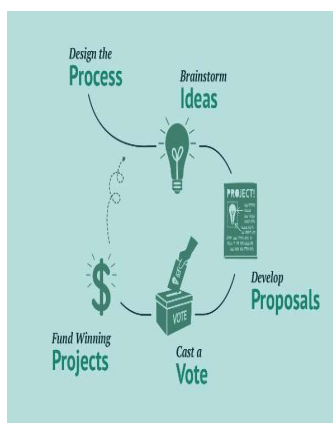 Design the
Process
Brainstorm
Ideas
PROJECT!
Develop
Proposals
VOTE
Cast a
Vote
Fund Winning
Projects